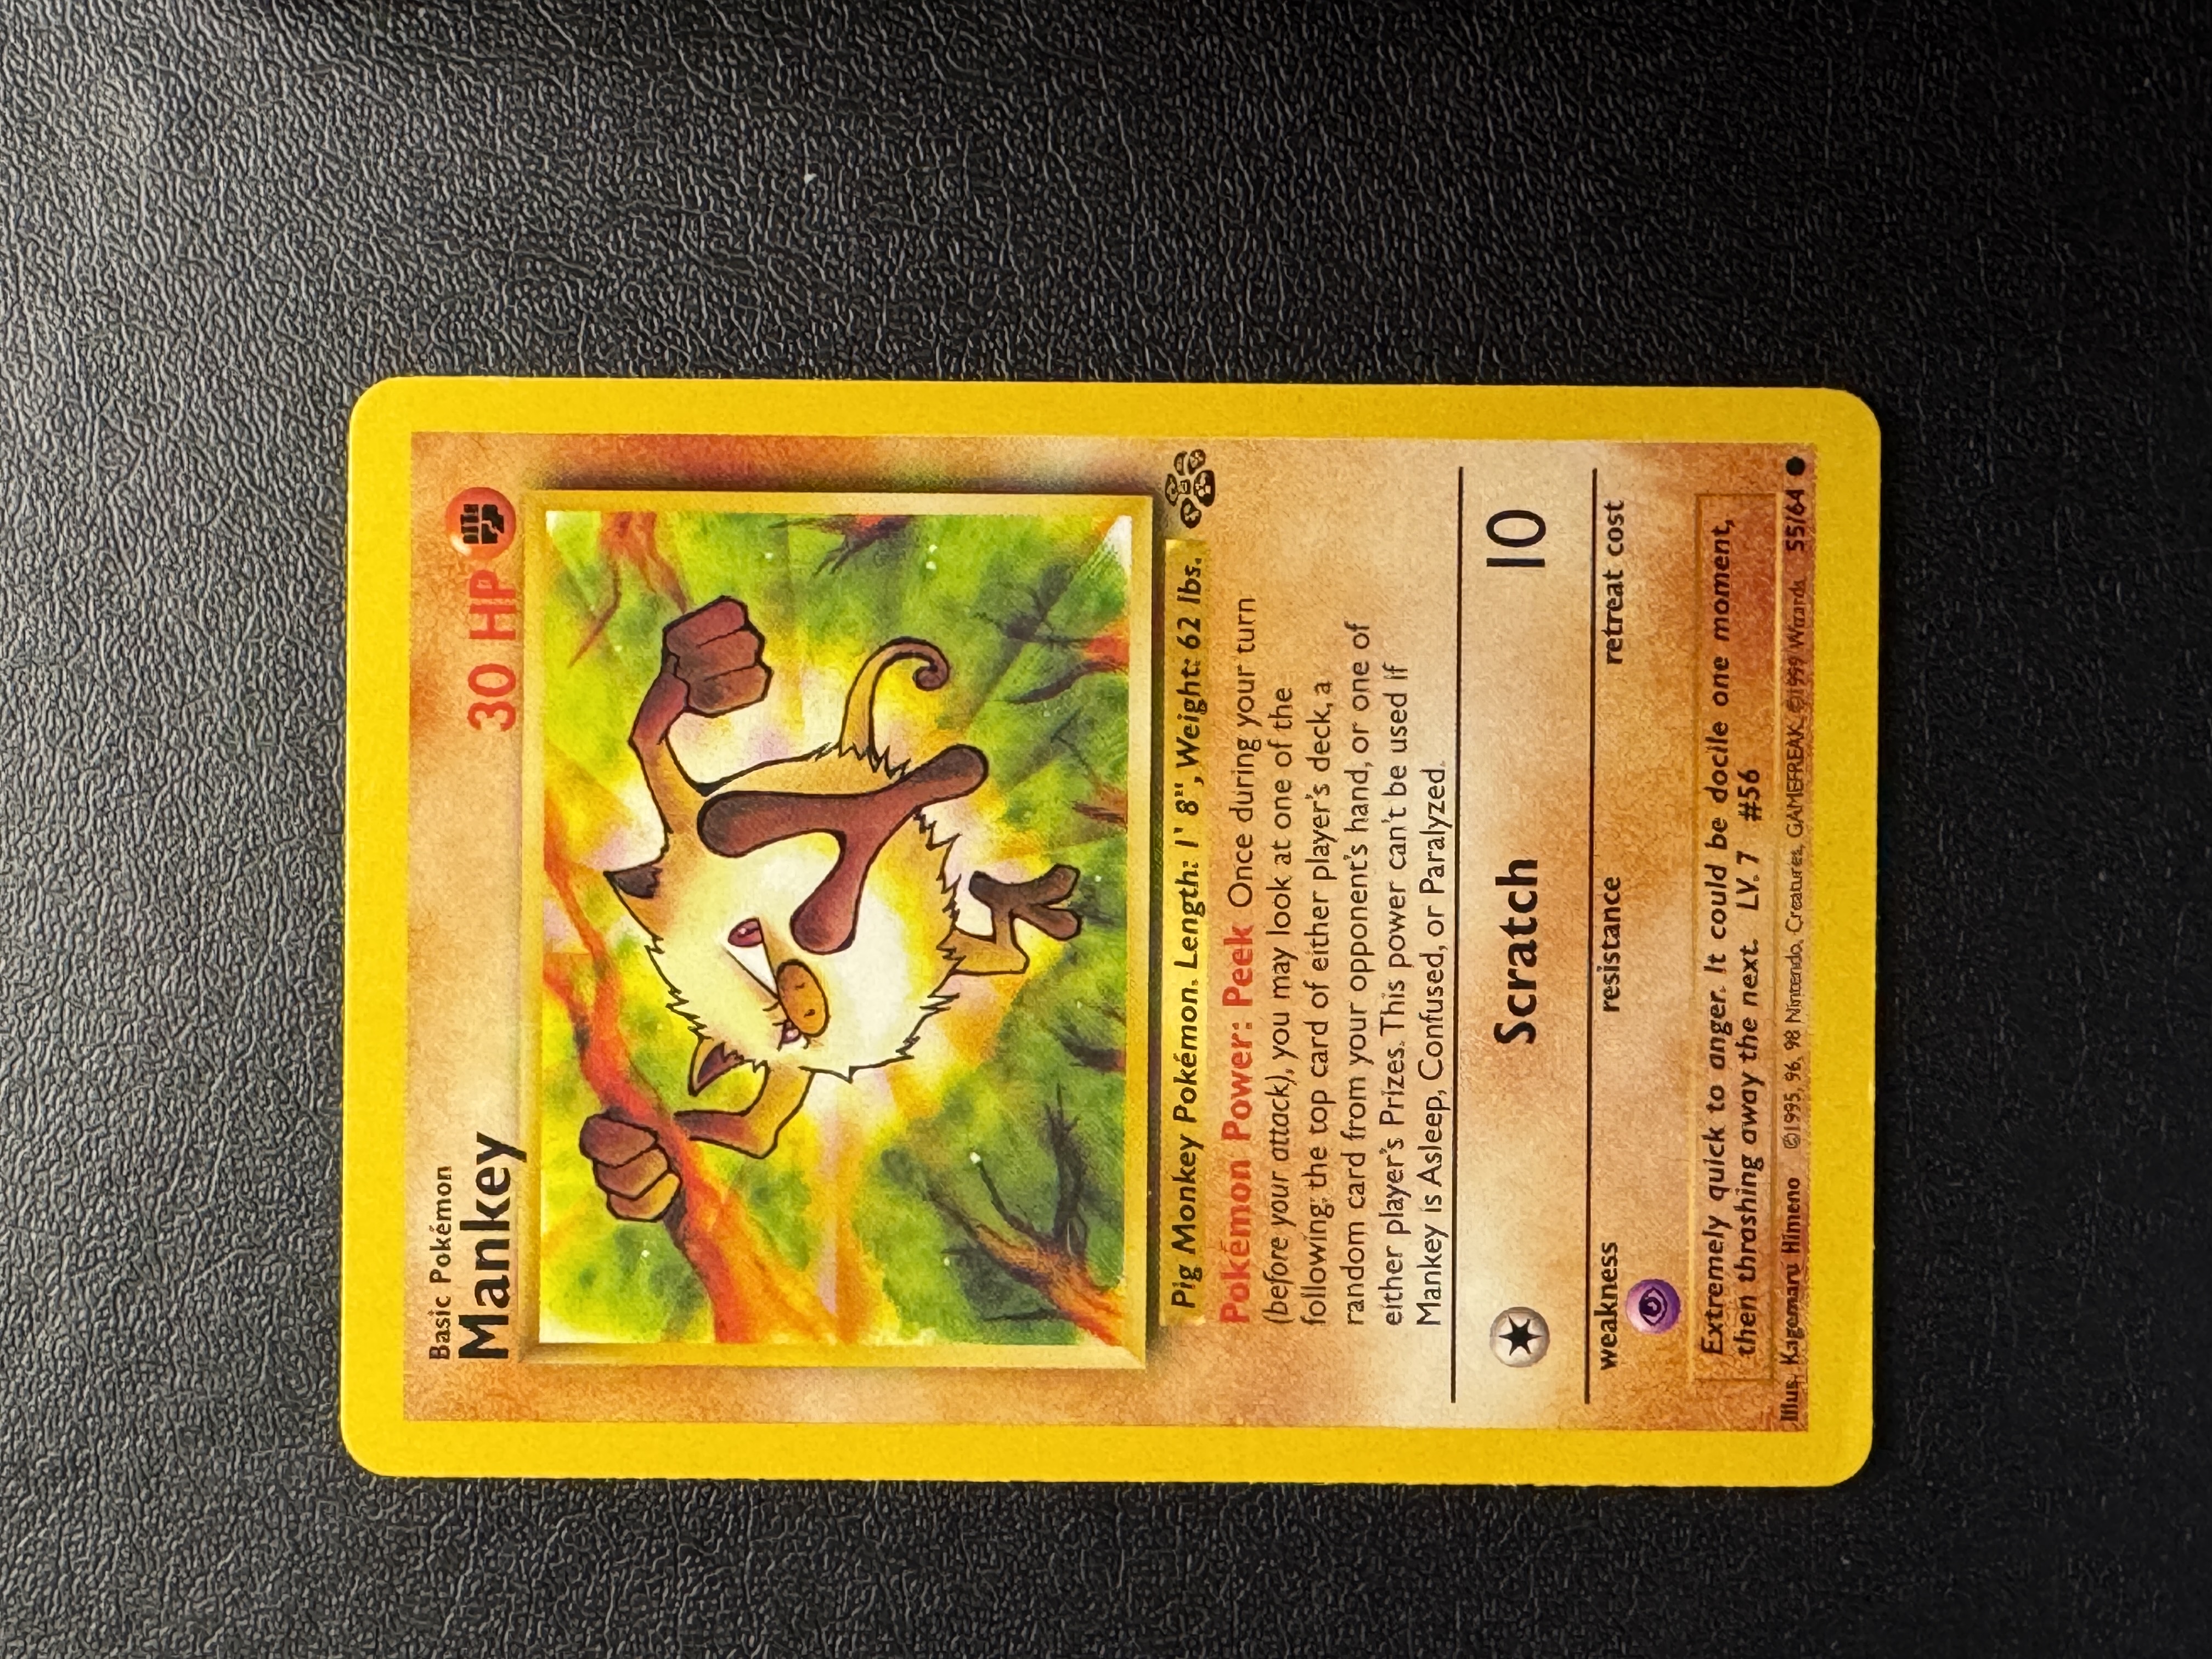 Basic Pokémon
Mankey
30 HP
Pig Monkey Pokémon. Length: 1' 8", Weight: 62 lbs.
Pokémon Power: Peek Once during your turn
(before your attack), you may look at one of the
following: the top card of either player's deck, a
random card from your opponent's hand, or one of
either player's Prizes. This power can't be used if
Mankey is Asleep, Confused, or Paralyzed.
Scratch 10
weakness resistance retreat cost
Extremely quick to anger. It could be docile one moment,
then thrashing away the next. LV. 7 #56
Illus. Kagemaru Himeno ©1995, 96, 98 Nintendo, Creatures, GAMEFREAK. ©1999 Wizards. 55/64